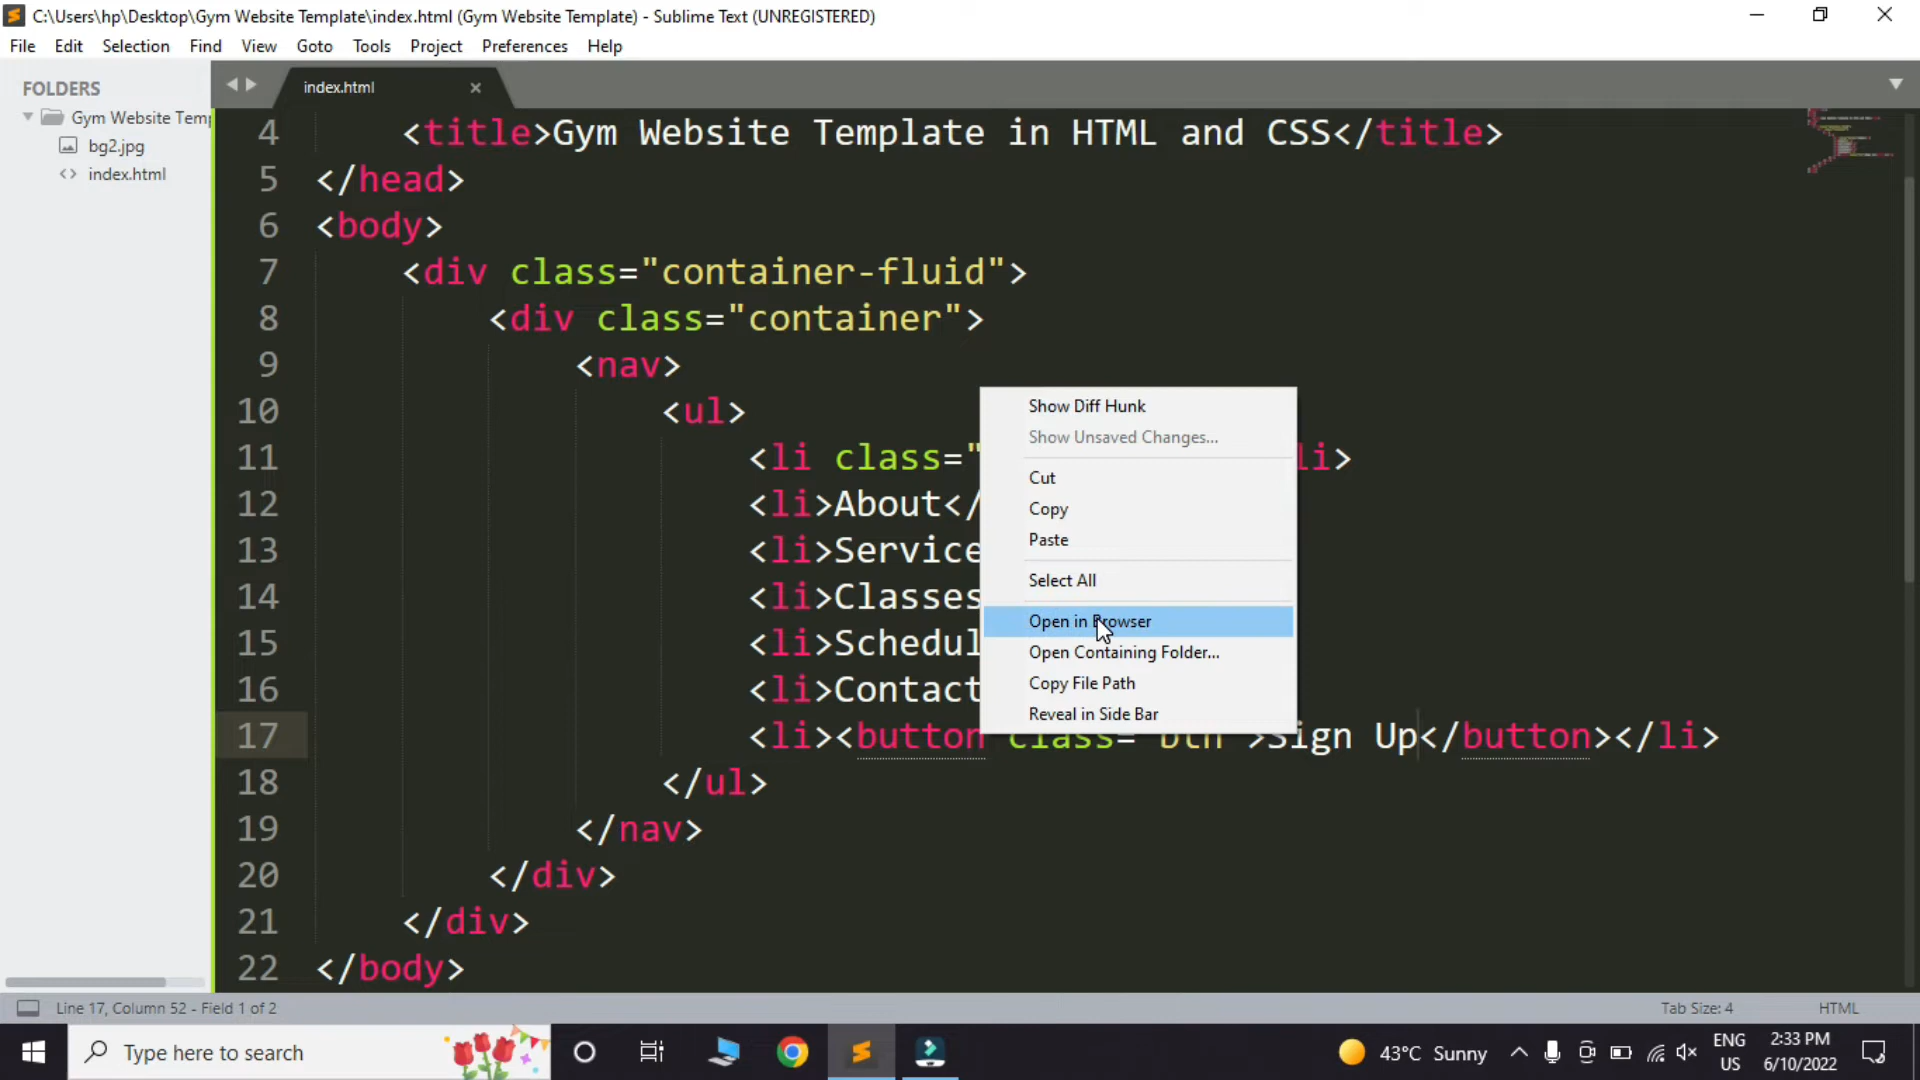 C:\Users\hp\Desktop\Gym Website Template\index.html (Gym Website Template) - Sublime Text (UNREGISTERED)
File Edit Selection Find View Goto Tools Project Preferences Help
FOLDERS
Gym Website Temp
bg2.jpg
index.html
index.html
4 <title>Gym Website Template in HTML and CSS</title>
5 </head>
6 <body>
7 <div class="container-fluid">
8 <div class="container">
9 <nav>
10 <ul>
11 <li class=" li>
12 <li>About</
13 <li>Service
14 <li>Classes
15 <li>Schedul
16 <li>Contact
17 <li><button class="btn">Sign Up</button></li>
18 </ul>
19 </nav>
20 </div>
21 </div>
22 </body>
Show Diff Hunk
Show Unsaved Changes...
Cut
Copy
Paste
Select All
Open in Browser
Open Containing Folder...
Copy File Path
Reveal in Side Bar
Line 17, Column 52 - Field 1 of 2
Tab Size: 4
HTML
Type here to search
43°C Sunny
ENG
US
2:33 PM
6/10/2022